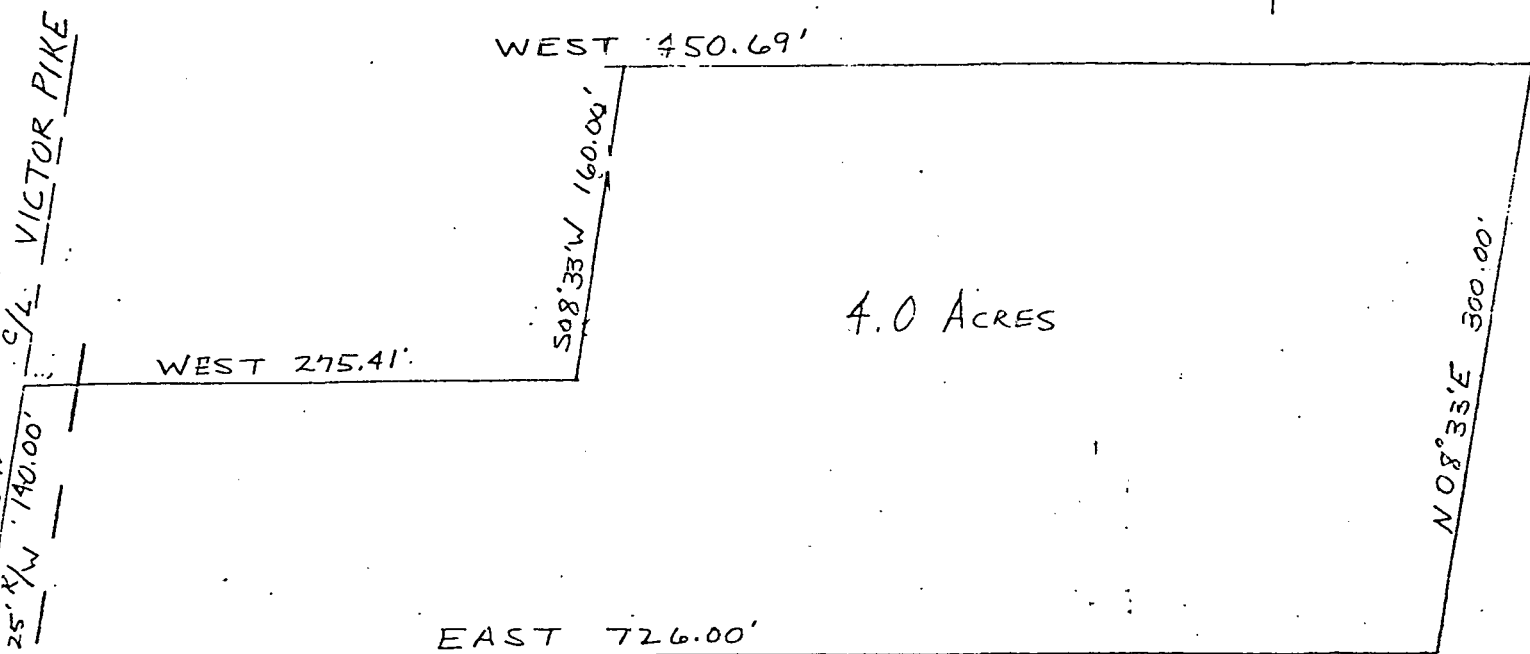 WEST 450.69'
C/L VICTOR PIKE
S08°33'W 160.00'
4.0 ACRES
N 08°33'E 300.00'
WEST 275.41'
140.00'
25' R/W
EAST 726.00'